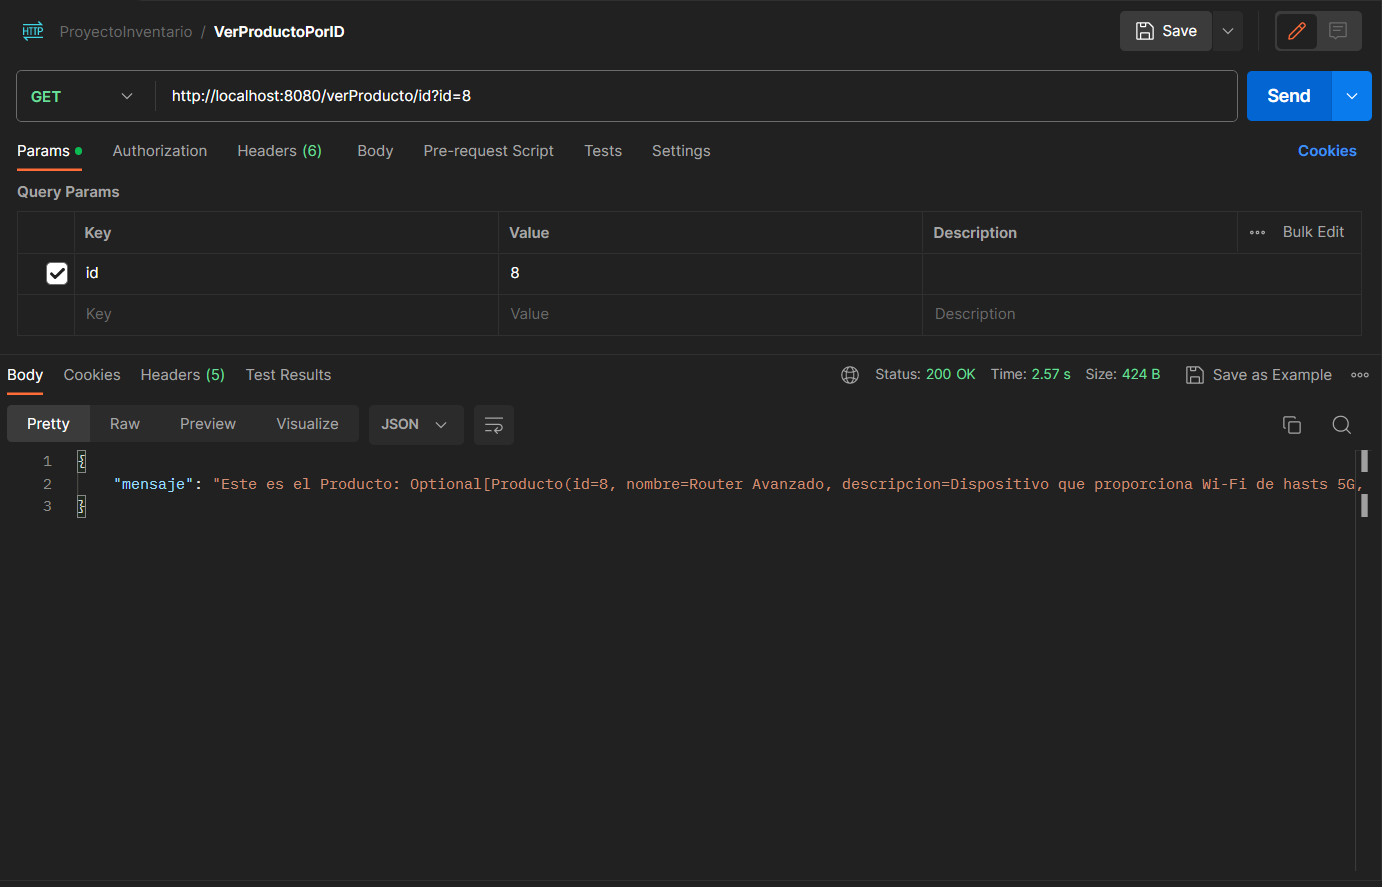 HTTP ProyectoInventario / VerProductoPorID Save
GET http://localhost:8080/verProducto/id?id=8 Send
Params Authorization Headers (6) Body Pre-request Script Tests Settings Cookies
Query Params
Key Value Description Bulk Edit
id 8
Key Value Description
Body Cookies Headers (5) Test Results Status: 200 OK Time: 2.57 s Size: 424 B Save as Example
Pretty Raw Preview Visualize JSON
1 {
2 "mensaje": "Este es el Producto: Optional[Producto(id=8, nombre=Router Avanzado, descripcion=Dispositivo que proporciona Wi-Fi de hasts 5G,
3 }